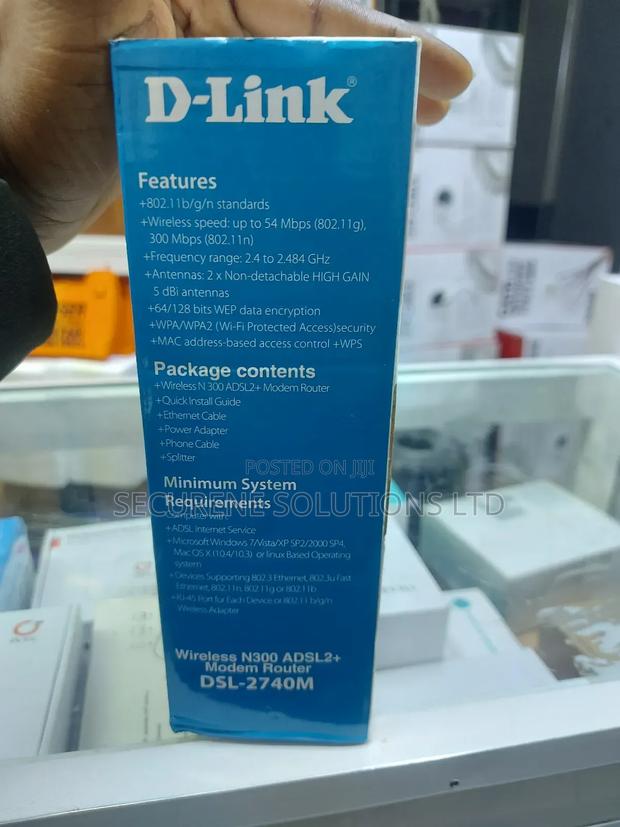 D-Link®
Features
+802.11b/g/n standards
+Wireless speed: up to 54 Mbps (802.11g),
300 Mbps (802.11n)
+Frequency range: 2.4 to 2.484 GHz
+Antennas: 2 x Non-detachable HIGH GAIN
5 dBi antennas
+64/128 bits WEP data encryption
+WPA/WPA2 (Wi-Fi Protected Access)security
+MAC address-based access control +WPS
Package contents
+Wireless N 300 ADSL2+ Modem Router
+Quick Install Guide
+Ethernet Cable
+Power Adapter
+Phone Cable
+Splitter
POSTED ON JIJI
Minimum System
SECURENE SOLUTIONS LTD
Requirements
Computer with:
+ADSL Internet Service
+Microsoft Windows 7/Vista/XP SP2/2000 SP4,
Mac OS X (10.4/10.3) or linux Based Operating
system
+Devices Supporting 802.3 Ethernet, 802.3u Fast
Ethernet, 802.11n, 802.11g or 802.11b
+RJ-45 Port for Each Device or 802.11 b/g/n
Wireless Adapter
Wireless N300 ADSL2+
Modem Router
DSL-2740M